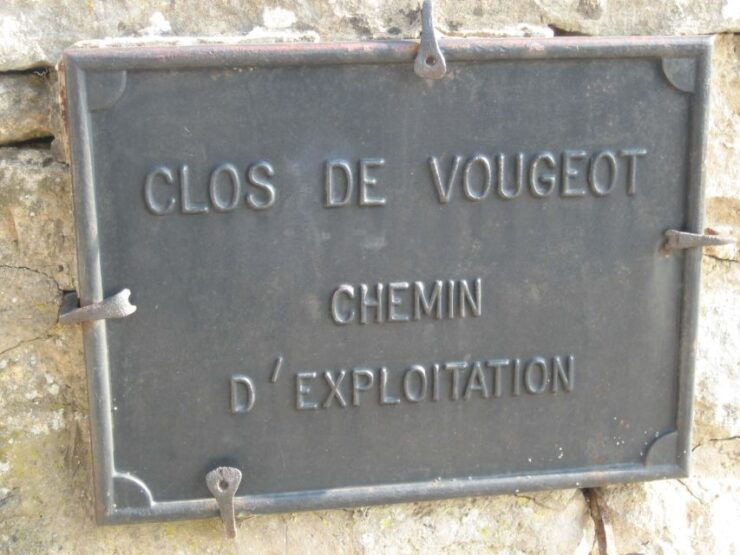 CLOS DE VOUGEOT
CHEMIN
D'EXPLOITATION